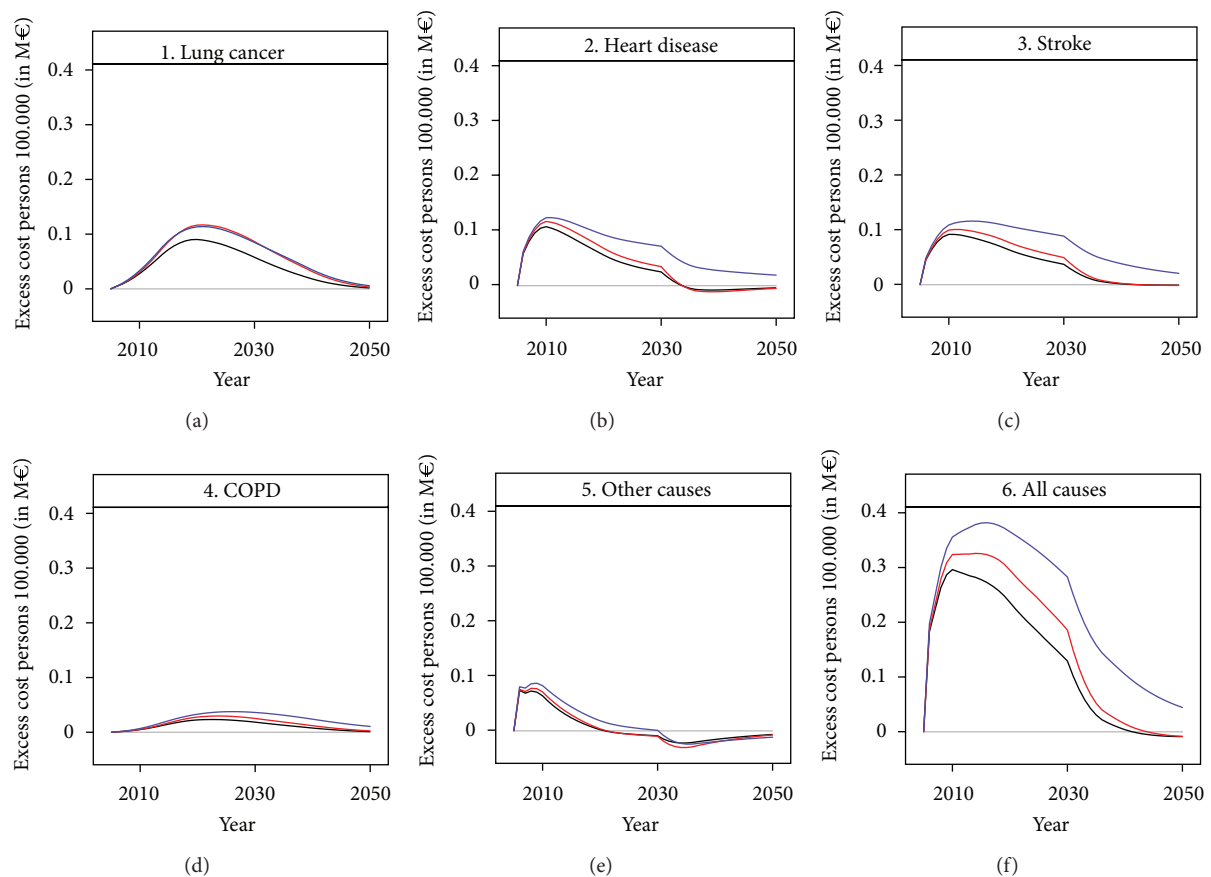 1. Lung cancer
Excess cost persons 100.000 (in M€)
0.4
0.3
0.2
0.1
0
2010 2030 2050
Year
(a)
2. Heart disease
Excess cost persons 100.000 (in M€)
0.4
0.3
0.2
0.1
0
2010 2030 2050
Year
(b)
3. Stroke
Excess cost persons 100.000 (in M€)
0.4
0.3
0.2
0.1
0
2010 2030 2050
Year
(c)
4. COPD
Excess cost persons 100.000 (in M€)
0.4
0.3
0.2
0.1
0
2010 2030 2050
Year
(d)
5. Other causes
Excess cost persons 100.000 (in M€)
0.4
0.3
0.2
0.1
0
2010 2030 2050
Year
(e)
6. All causes
Excess cost persons 100.000 (in M€)
0.4
0.3
0.2
0.1
0
2010 2030 2050
Year
(f)